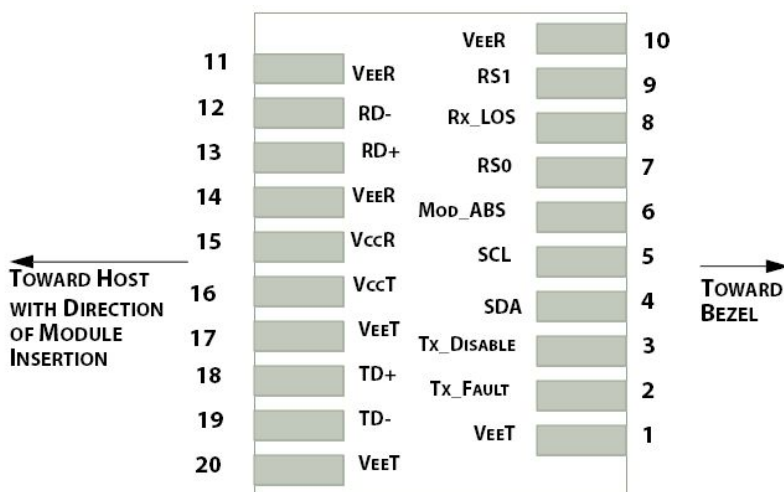 11 VEER
12 RD-
13 RD+
14 VEER
15 VCCR
16 VCCT
17 VEET
18 TD+
19 TD-
20 VEET
VEER 10
RS1 9
RX_LOS 8
RS0 7
MOD_ABS 6
SCL 5
SDA 4
TX_DISABLE 3
TX_FAULT 2
VEET 1
TOWARD HOST
WITH DIRECTION
OF MODULE
INSERTION
TOWARD
BEZEL